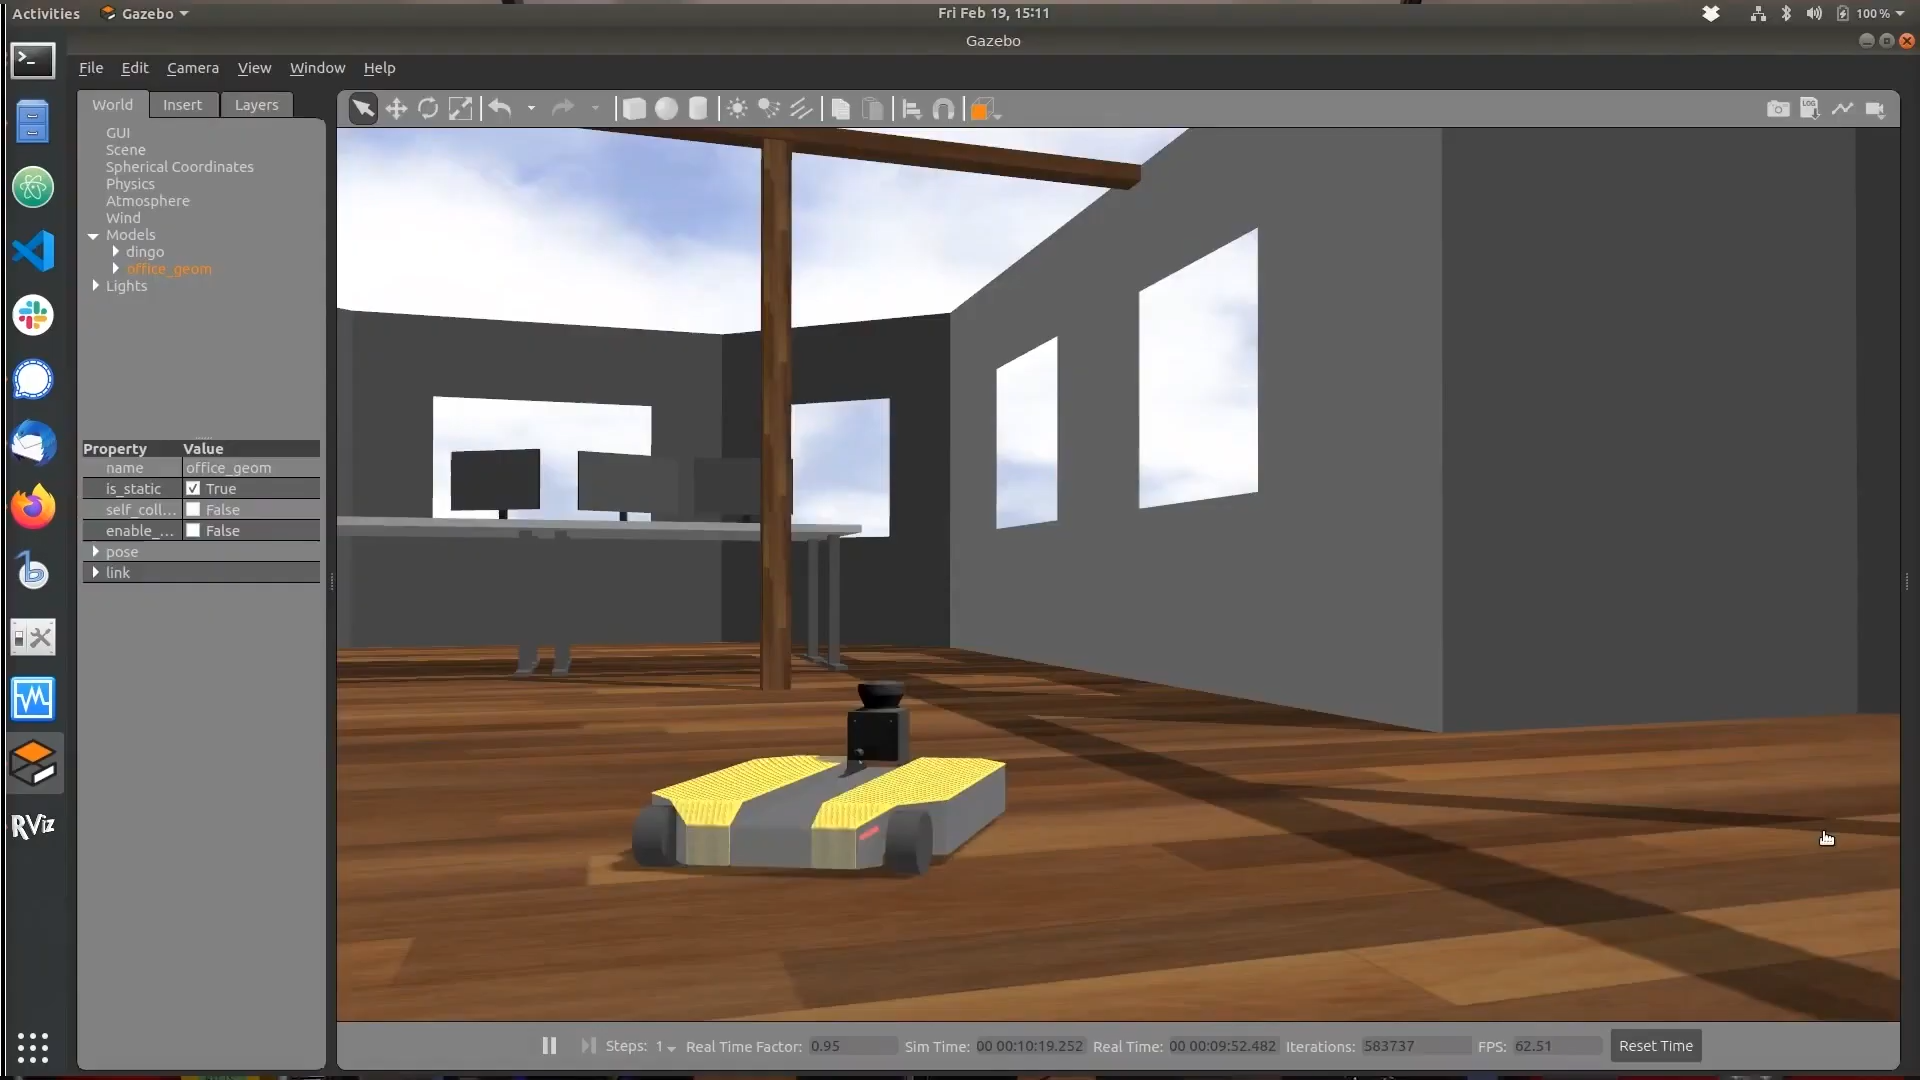 Activities Gazebo Fri Feb 19, 15:11 100 %
Gazebo
File Edit Camera View Window Help
World Insert Layers
LOG
GUI
Scene
Spherical Coordinates
Physics
Atmosphere
Wind
Models
dingo
office_geom
Lights
Property Value
name office_geom
is_static True
self_coll... False
enable_... False
pose
link
RViz
Steps: 1 Real Time Factor: 0.95 Sim Time: 00 00:10:19.252 Real Time: 00 00:09:52.482 Iterations: 583737 FPS: 62.51 Reset Time